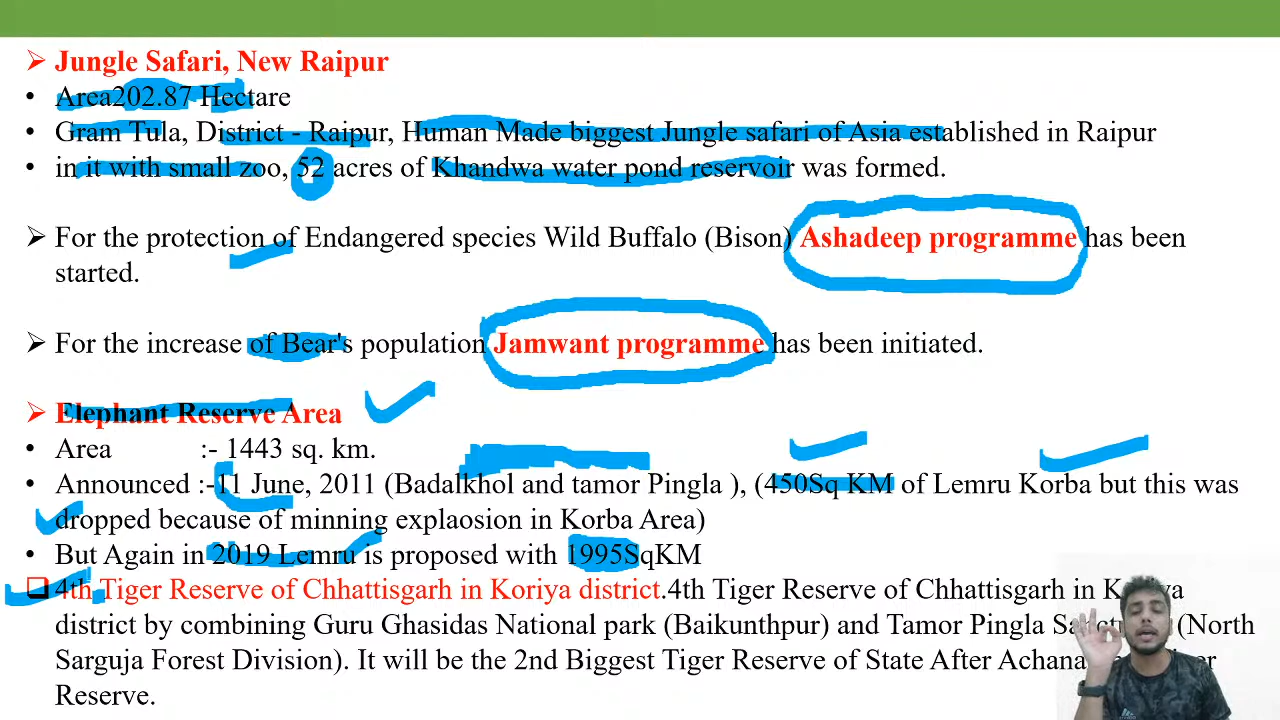 Jungle Safari, New Raipur
Area202.87 Hectare
Gram Tula, District - Raipur, Human Made biggest Jungle safari of Asia established in Raipur
in it with small zoo, 52 acres of Khandwa water pond reservoir was formed.
For the protection of Endangered species Wild Buffalo (Bison) Ashadeep programme has been
started.
For the increase of Bear's population Jamwant programme has been initiated.
Elephant Reserve Area
Area :- 1443 sq. km.
Announced :-11 June, 2011 (Badalkhol and tamor Pingla ), (450Sq KM of Lemru Korba but this was
dropped because of minning explaosion in Korba Area)
But Again in 2019 Lemru is proposed with 1995SqKM
4th Tiger Reserve of Chhattisgarh in Koriya district.4th Tiger Reserve of Chhattisgarh in
district by combining Guru Ghasidas National park (Baikunthpur) and Tamor Pingla (North
Sarguja Forest Division). It will be the 2nd Biggest Tiger Reserve of State After
Reserve.